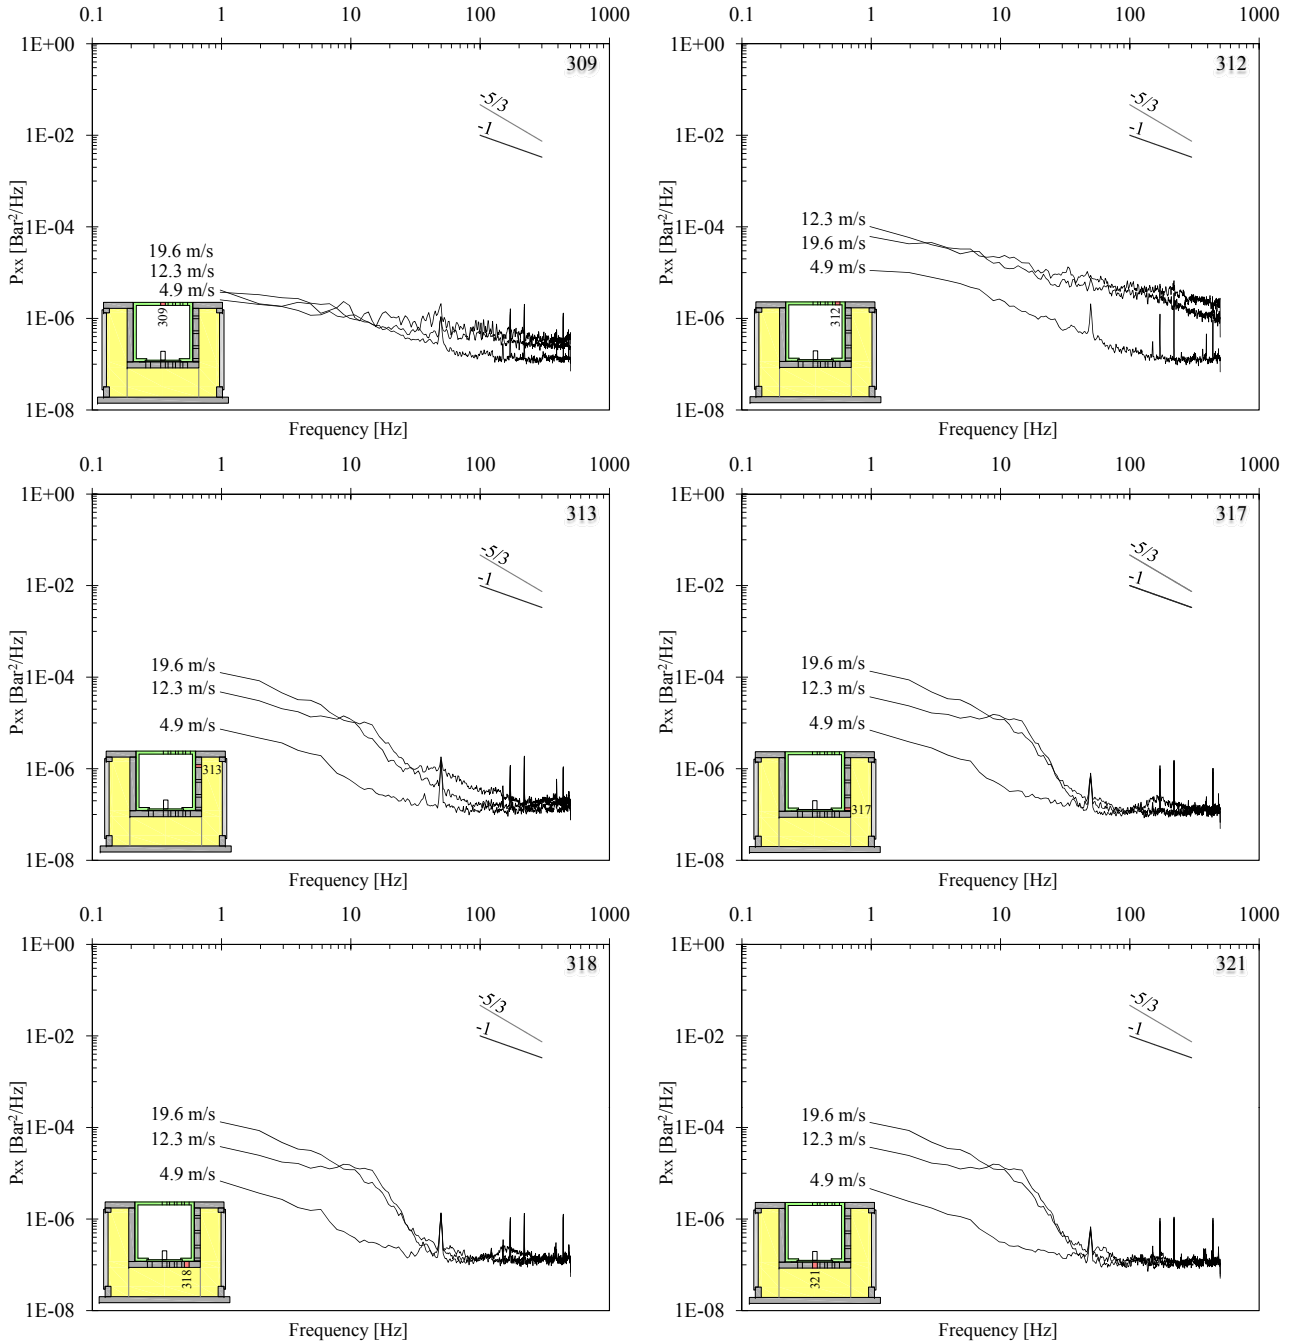 0.1 1 10 100 1000
1E+00
309
-5/3
1E-02
-1
Pxx [Bar²/Hz]
1E-04
19.6 m/s
12.3 m/s
4.9 m/s
309
1E-06
1E-08
Frequency [Hz]
0.1 1 10 100 1000
1E+00
312
-5/3
1E-02
-1
Pxx [Bar²/Hz]
12.3 m/s
1E-04
19.6 m/s
4.9 m/s
312
1E-06
1E-08
Frequency [Hz]
0.1 1 10 100 1000
1E+00
313
-5/3
1E-02
-1
Pxx [Bar²/Hz]
19.6 m/s
1E-04
12.3 m/s
4.9 m/s
1E-06
313
1E-08
Frequency [Hz]
0.1 1 10 100 1000
1E+00
317
-5/3
1E-02
-1
Pxx [Bar²/Hz]
19.6 m/s
1E-04
12.3 m/s
4.9 m/s
1E-06
317
1E-08
Frequency [Hz]
0.1 1 10 100 1000
1E+00
318
-5/3
1E-02
-1
Pxx [Bar²/Hz]
19.6 m/s
1E-04
12.3 m/s
4.9 m/s
1E-06
318
1E-08
Frequency [Hz]
0.1 1 10 100 1000
1E+00
321
-5/3
1E-02
-1
Pxx [Bar²/Hz]
19.6 m/s
1E-04
12.3 m/s
4.9 m/s
1E-06
321
1E-08
Frequency [Hz]